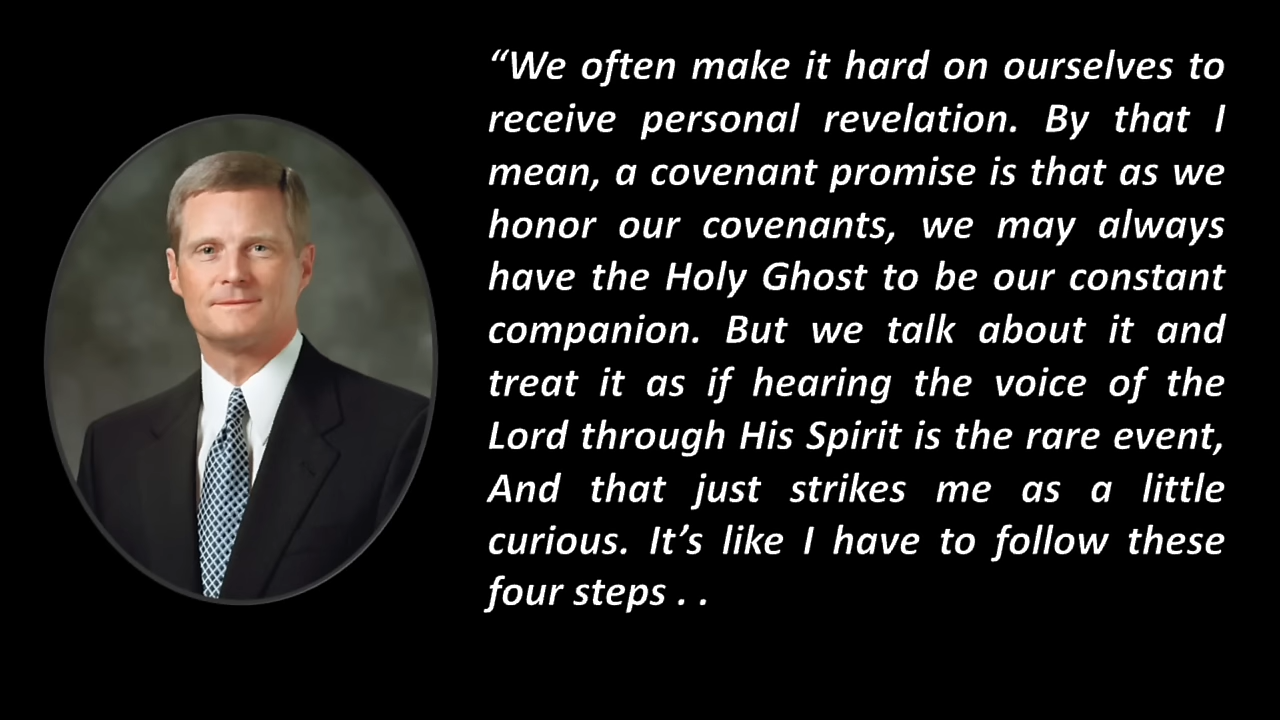 “We often make it hard on ourselves to
receive personal revelation. By that I
mean, a covenant promise is that as we
honor our covenants, we may always
have the Holy Ghost to be our constant
companion. But we talk about it and
treat it as if hearing the voice of the
Lord through His Spirit is the rare event,
And that just strikes me as a little
curious. It’s like I have to follow these
four steps . .